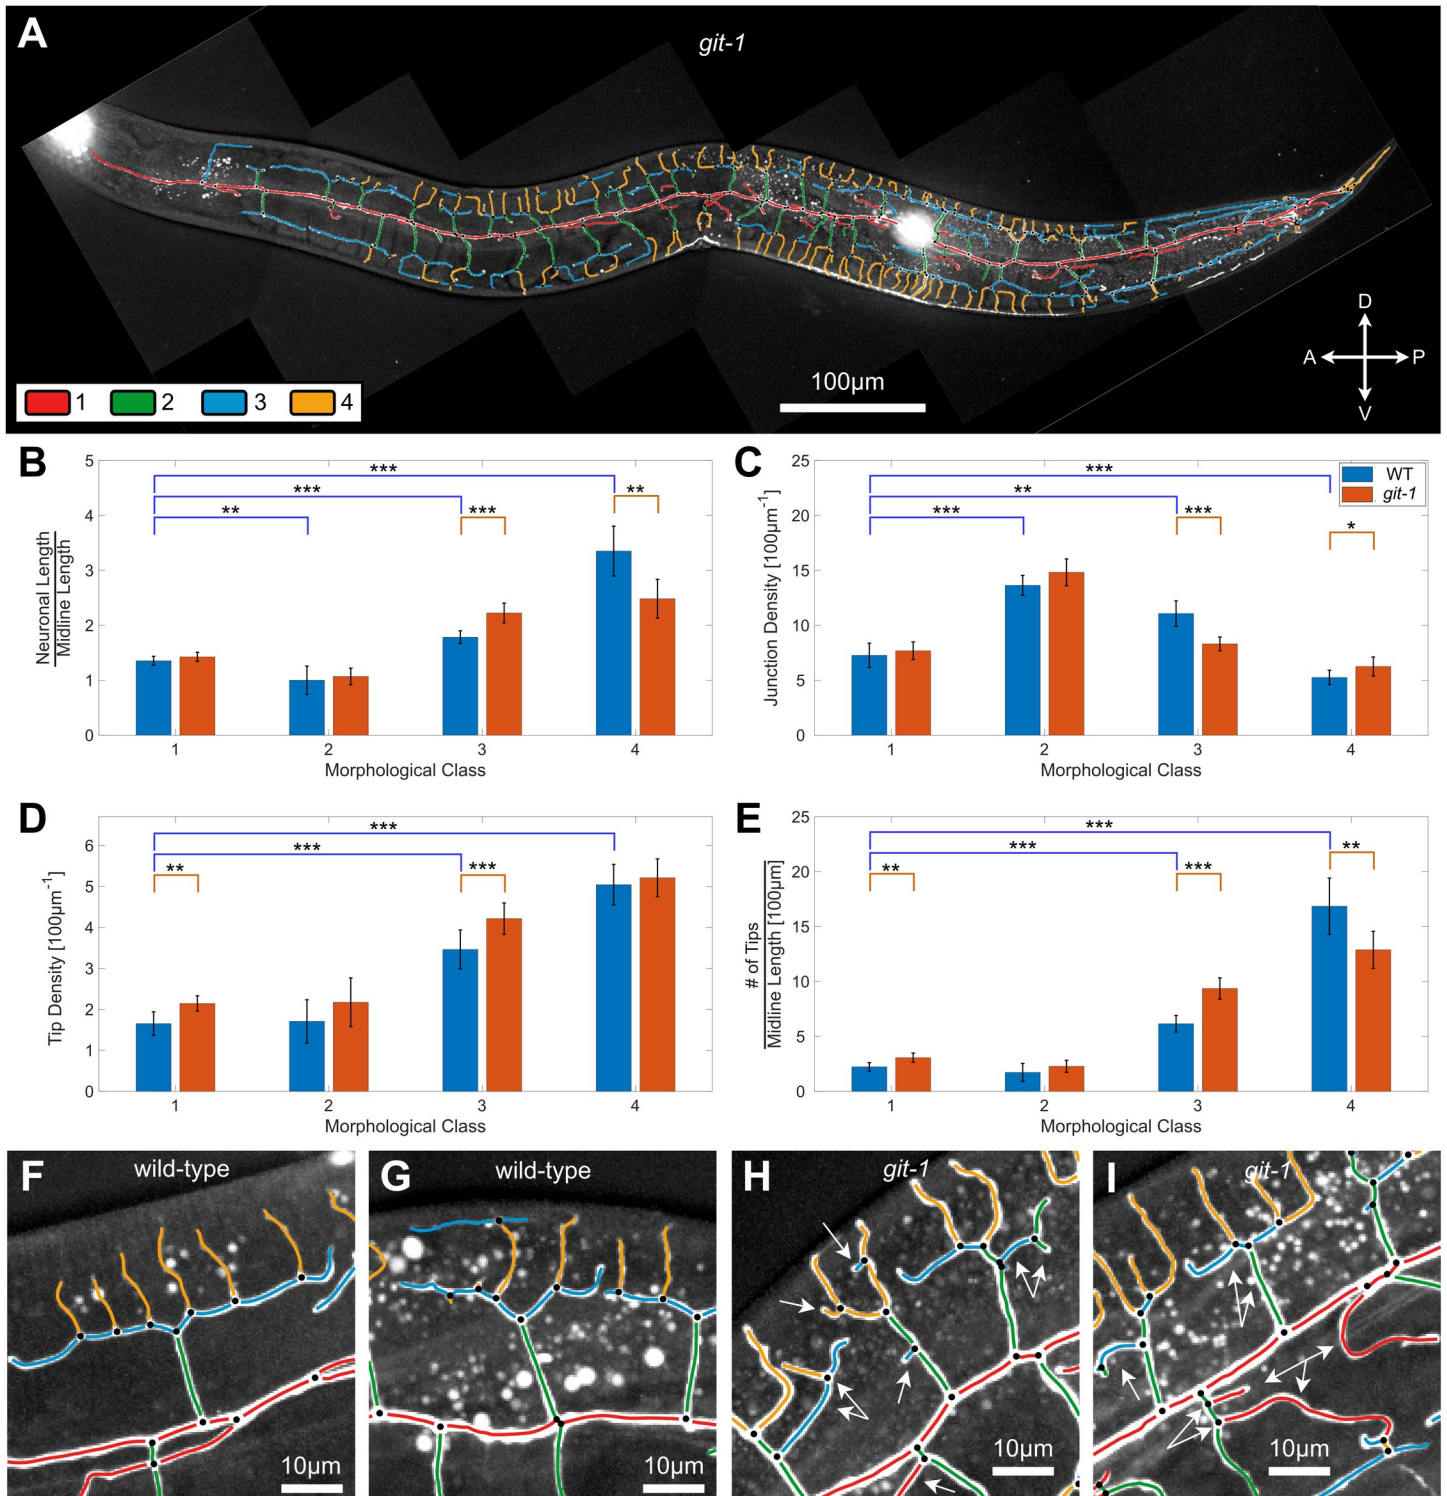 A
git-1
D
A P
V
1 2 3 4
100µm
B
5
4
3
2
1
0
Neuronal Length
Midline Length
***
***
**
***
**
1 2 3 4
Morphological Class
C
25
20
15
10
5
0
Junction Density [100µm-1]
***
**
***
***
*
WT
git-1
1 2 3 4
Morphological Class
D
6
5
4
3
2
1
0
Tip Density [100µm-1]
***
***
**
***
1 2 3 4
Morphological Class
E
25
20
15
10
5
0
# of Tips
Midline Length [100µm]
***
***
**
***
**
1 2 3 4
Morphological Class
F
wild-type
10µm
G
wild-type
10µm
H
git-1
10µm
I
git-1
10µm